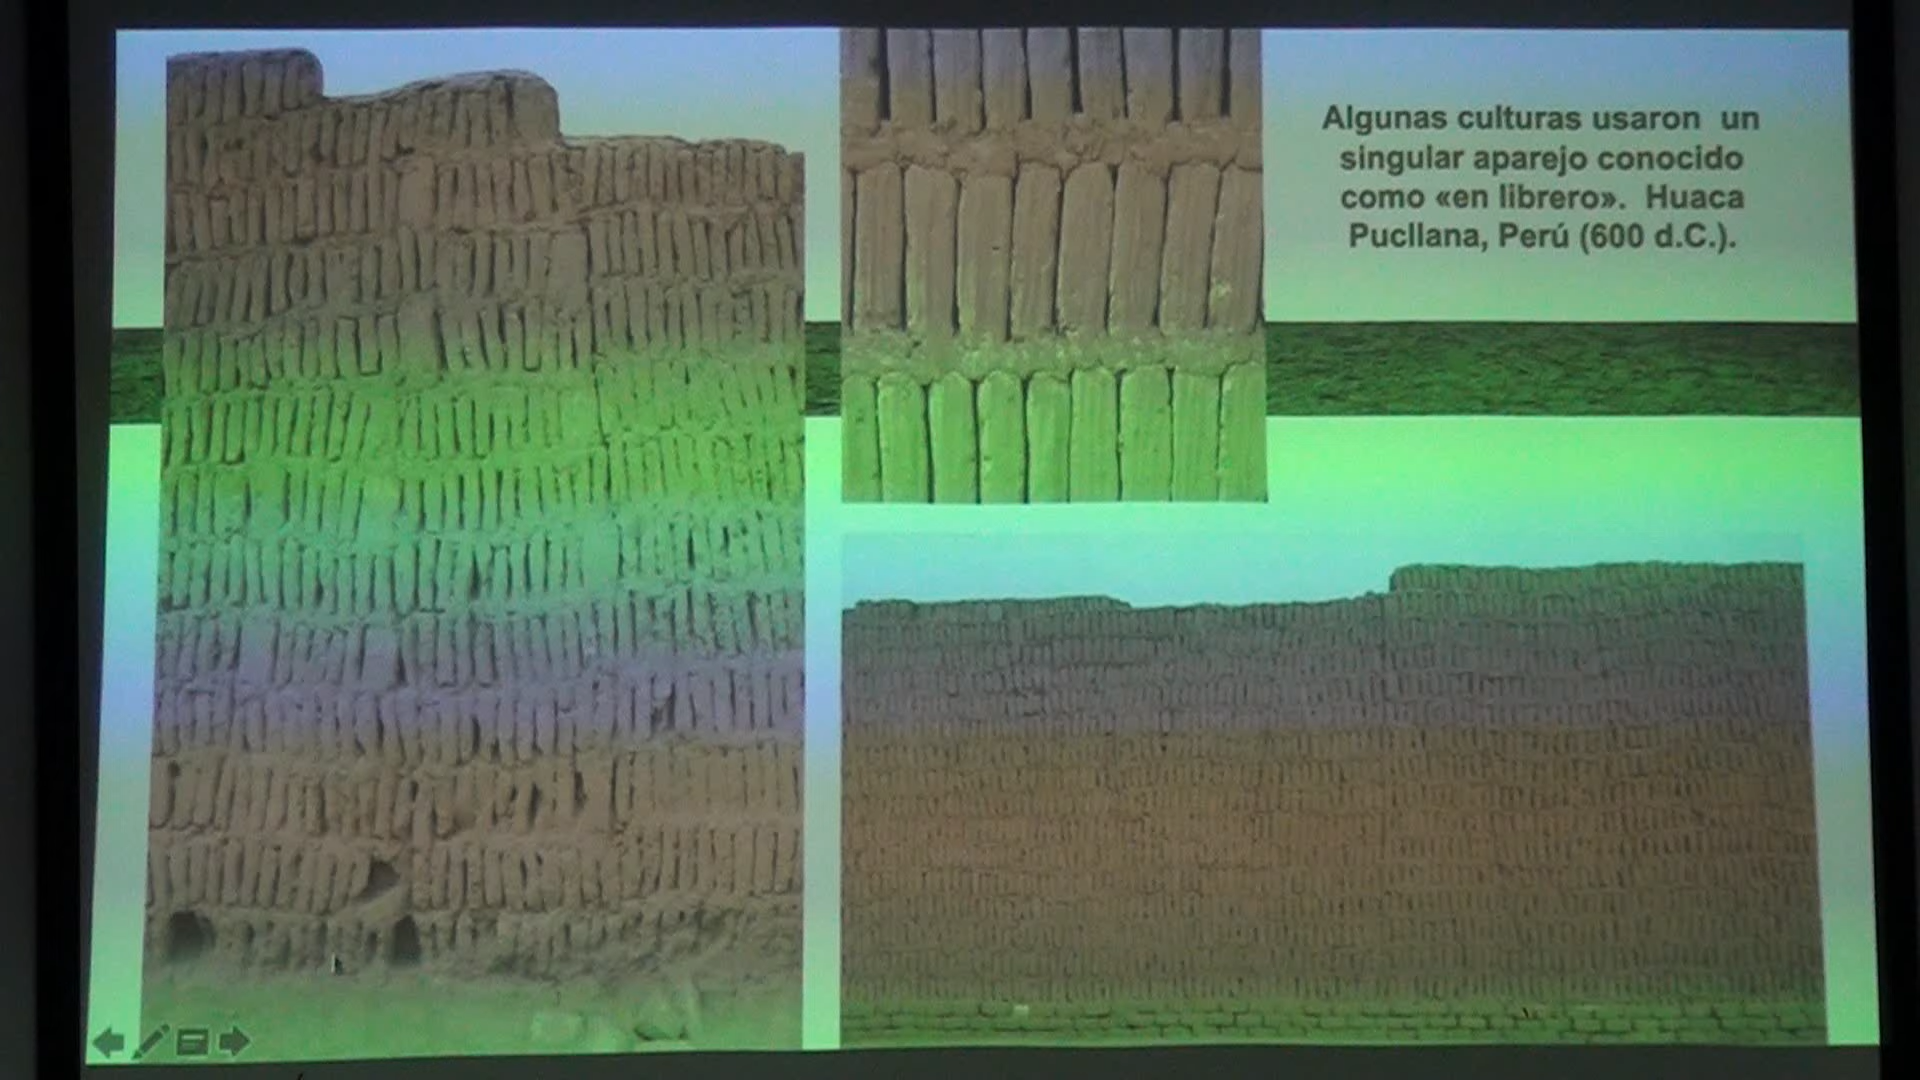 Algunas culturas usaron un
singular aparejo conocido
como «en librero». Huaca
Pucllana, Perú (600 d.C.).